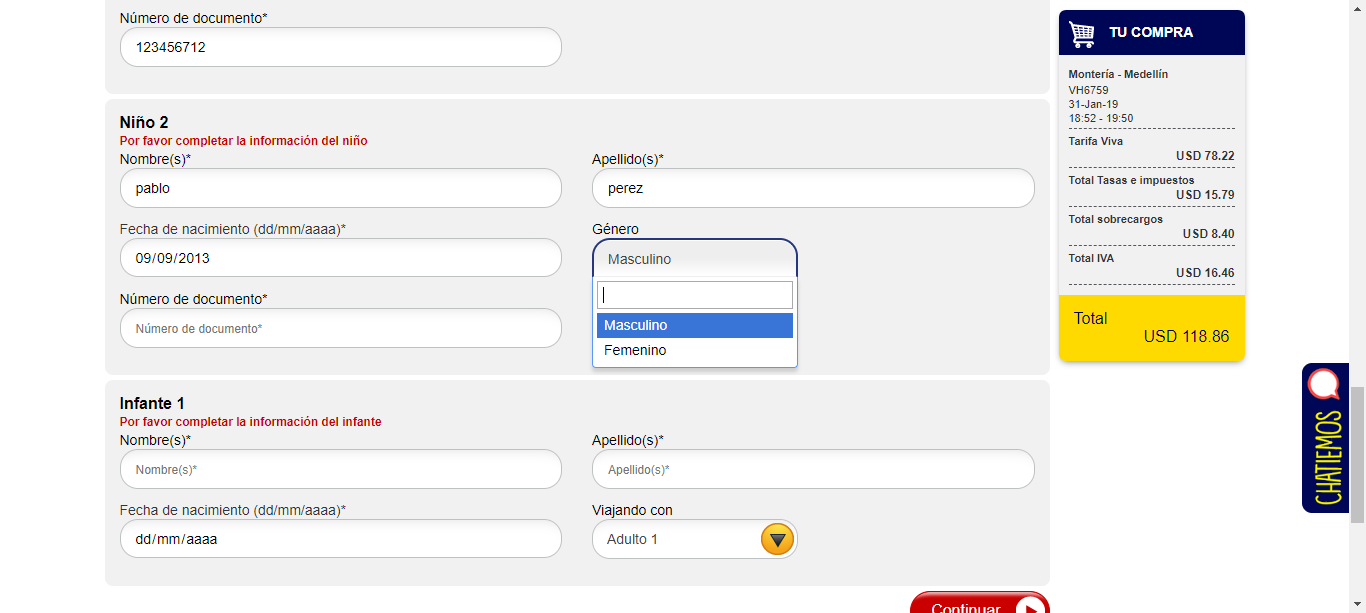 Número de documento*
123456712
Niño 2
Por favor completar la información del niño
Nombre(s)*
Apellido(s)*
pablo
perez
Fecha de nacimiento (dd/mm/aaaa)*
Género
09/09/2013
Masculino
Número de documento*
Número de documento*
Masculino
Femenino
Infante 1
Por favor completar la información del infante
Nombre(s)*
Apellido(s)*
Nombre(s)*
Apellido(s)*
Fecha de nacimiento (dd/mm/aaaa)*
Viajando con
dd/mm/aaaa
Adulto 1
Continuar
TU COMPRA
Montería - Medellín
VH6759
31-Jan-19
18:52 - 19:50
Tarifa Viva
USD 78.22
Total Tasas e impuestos
USD 15.79
Total sobrecargos
USD 8.40
Total IVA
USD 16.46
Total
USD 118.86
CHATIEMOS